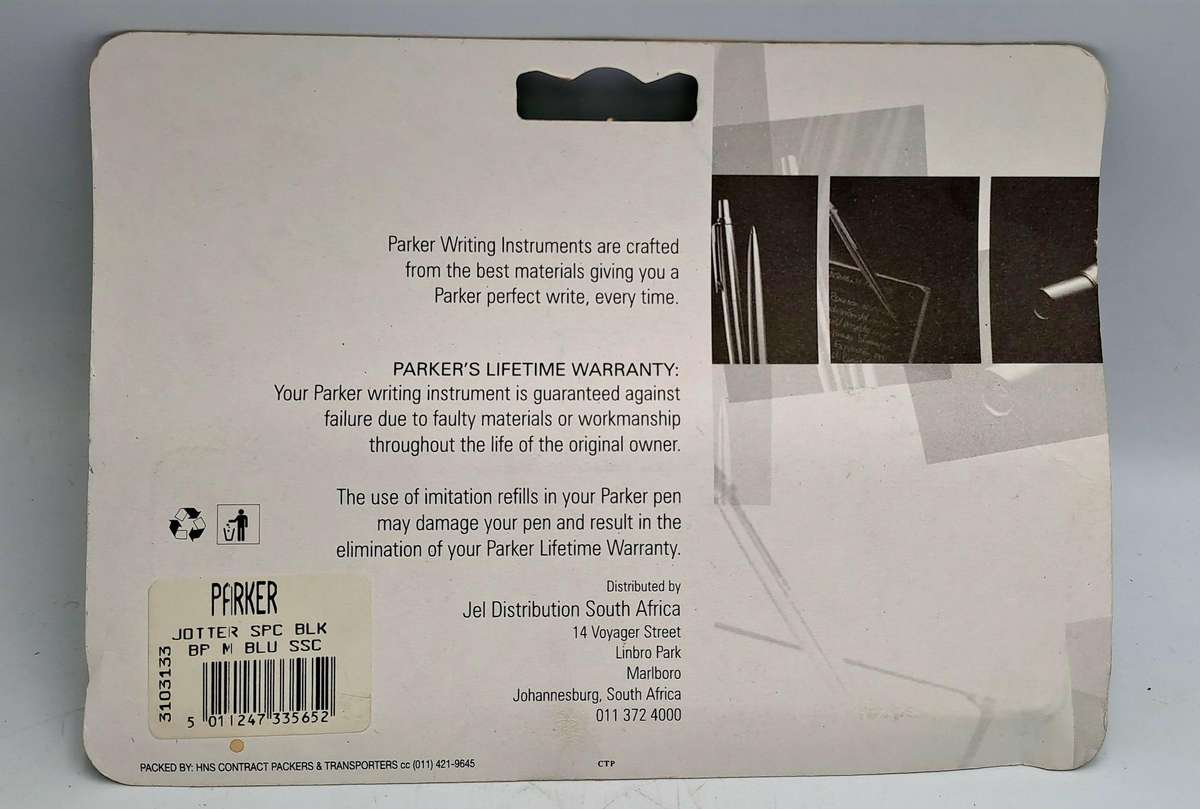 Parker Writing Instruments are crafted
from the best materials giving you a
Parker perfect write, every time.
PARKER'S LIFETIME WARRANTY:
Your Parker writing instrument is guaranteed against
failure due to faulty materials or workmanship
throughout the life of the original owner.
The use of imitation refills in your Parker pen
may damage your pen and result in the
elimination of your Parker Lifetime Warranty.
Distributed by
Jel Distribution South Africa
14 Voyager Street
Linbro Park
Marlboro
Johannesburg, South Africa
011 372 4000
PARKER
JOTTER SPC BLK
BP M BLU SSC
3103133
5 011247 335652
PACKED BY: HNS CONTRACT PACKERS & TRANSPORTERS cc (011) 421-9645
CTP